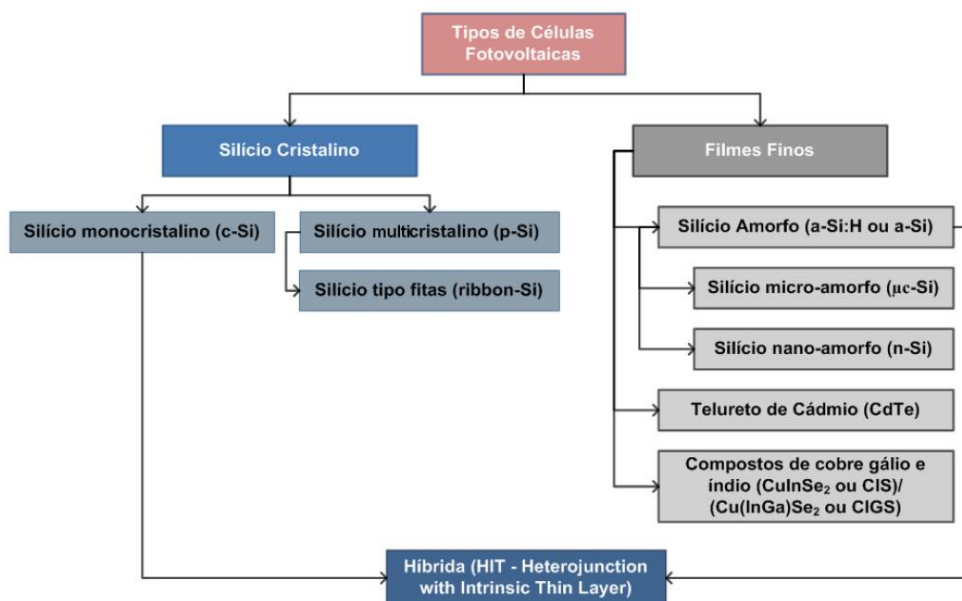 Tipos de Células
Fotovoltaicas
Silício Cristalino
Filmes Finos
Silício monocristalino (c-Si)
Silício multicristalino (p-Si)
Silício tipo fitas (ribbon-Si)
Silício Amorfo (a-Si:H ou a-Si)
Silício micro-amorfo (µc-Si)
Silício nano-amorfo (n-Si)
Telureto de Cádmio (CdTe)
Compostos de cobre gálio e
índio (CuInSe₂ ou CIS)/
(Cu(InGa)Se₂ ou CIGS)
Híbrida (HIT - Heterojunction
with Intrinsic Thin Layer)